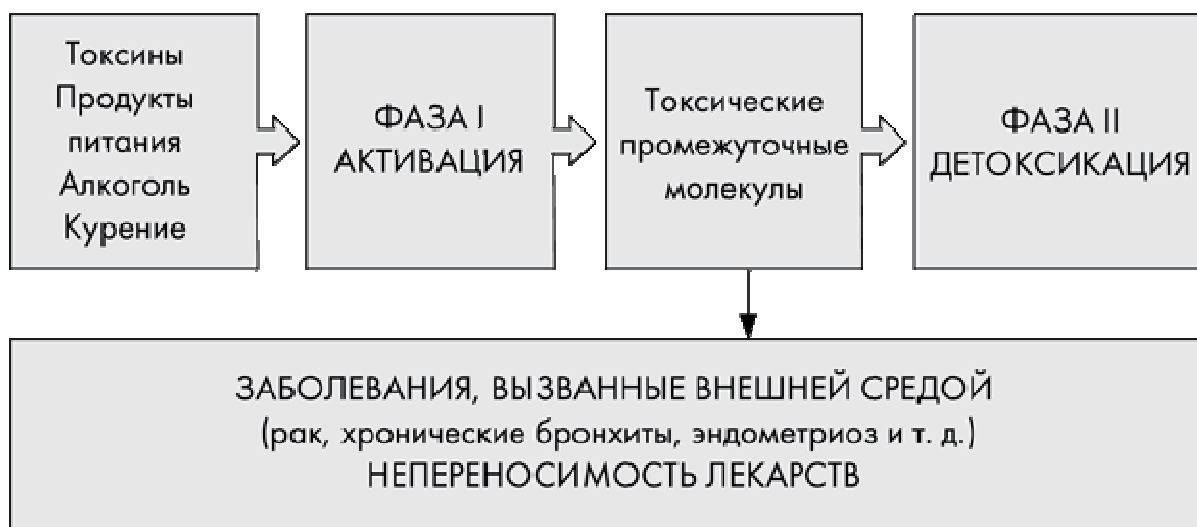 Токсины
Продукты
питания
Алкоголь
Курение
ФАЗА I
АКТИВАЦИЯ
Токсические
промежуточные
молекулы
ФАЗА II
ДЕТОКСИКАЦИЯ
ЗАБОЛЕВАНИЯ, ВЫЗВАННЫЕ ВНЕШНЕЙ СРЕДОЙ
(рак, хронические бронхиты, эндометриоз и т. д.)
НЕПЕРЕНОСИМОСТЬ ЛЕКАРСТВ